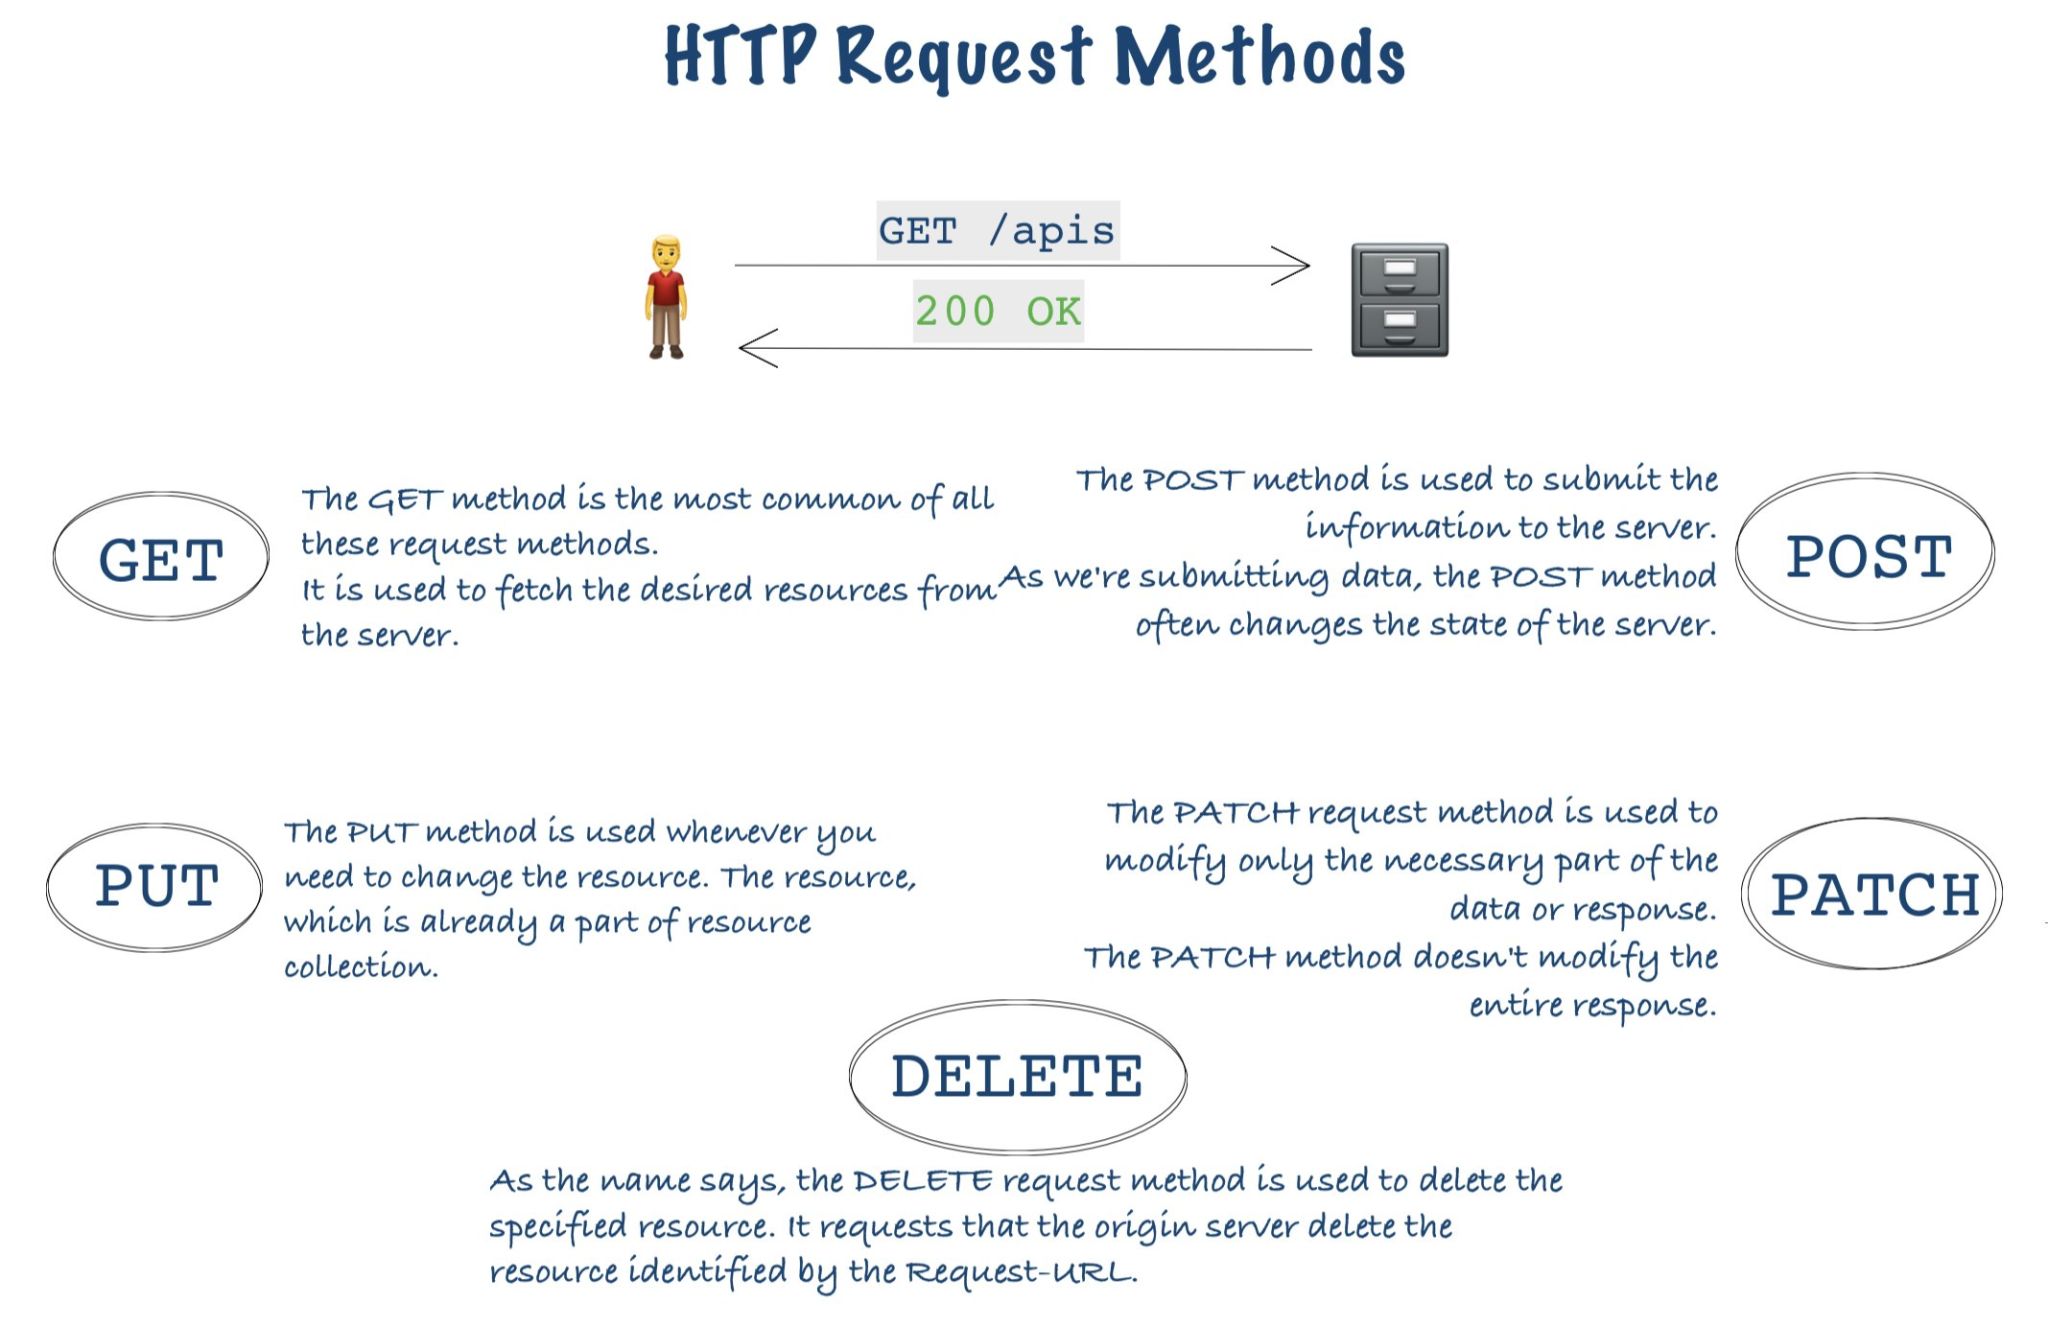 HTTP Request Methods
GET /apis
200 OK
GET
The GET method is the most common of all
these request methods.
It is used to fetch the desired resources from
the server.
The POST method is used to submit the
information to the server.
As we're submitting data, the POST method
often changes the state of the server.
POST
PUT
The PUT method is used whenever you
need to change the resource. The resource,
which is already a part of resource
collection.
The PATCH request method is used to
modify only the necessary part of the
data or response.
The PATCH method doesn't modify the
entire response.
PATCH
DELETE
As the name says, the DELETE request method is used to delete the
specified resource. It requests that the origin server delete the
resource identified by the Request-URL.